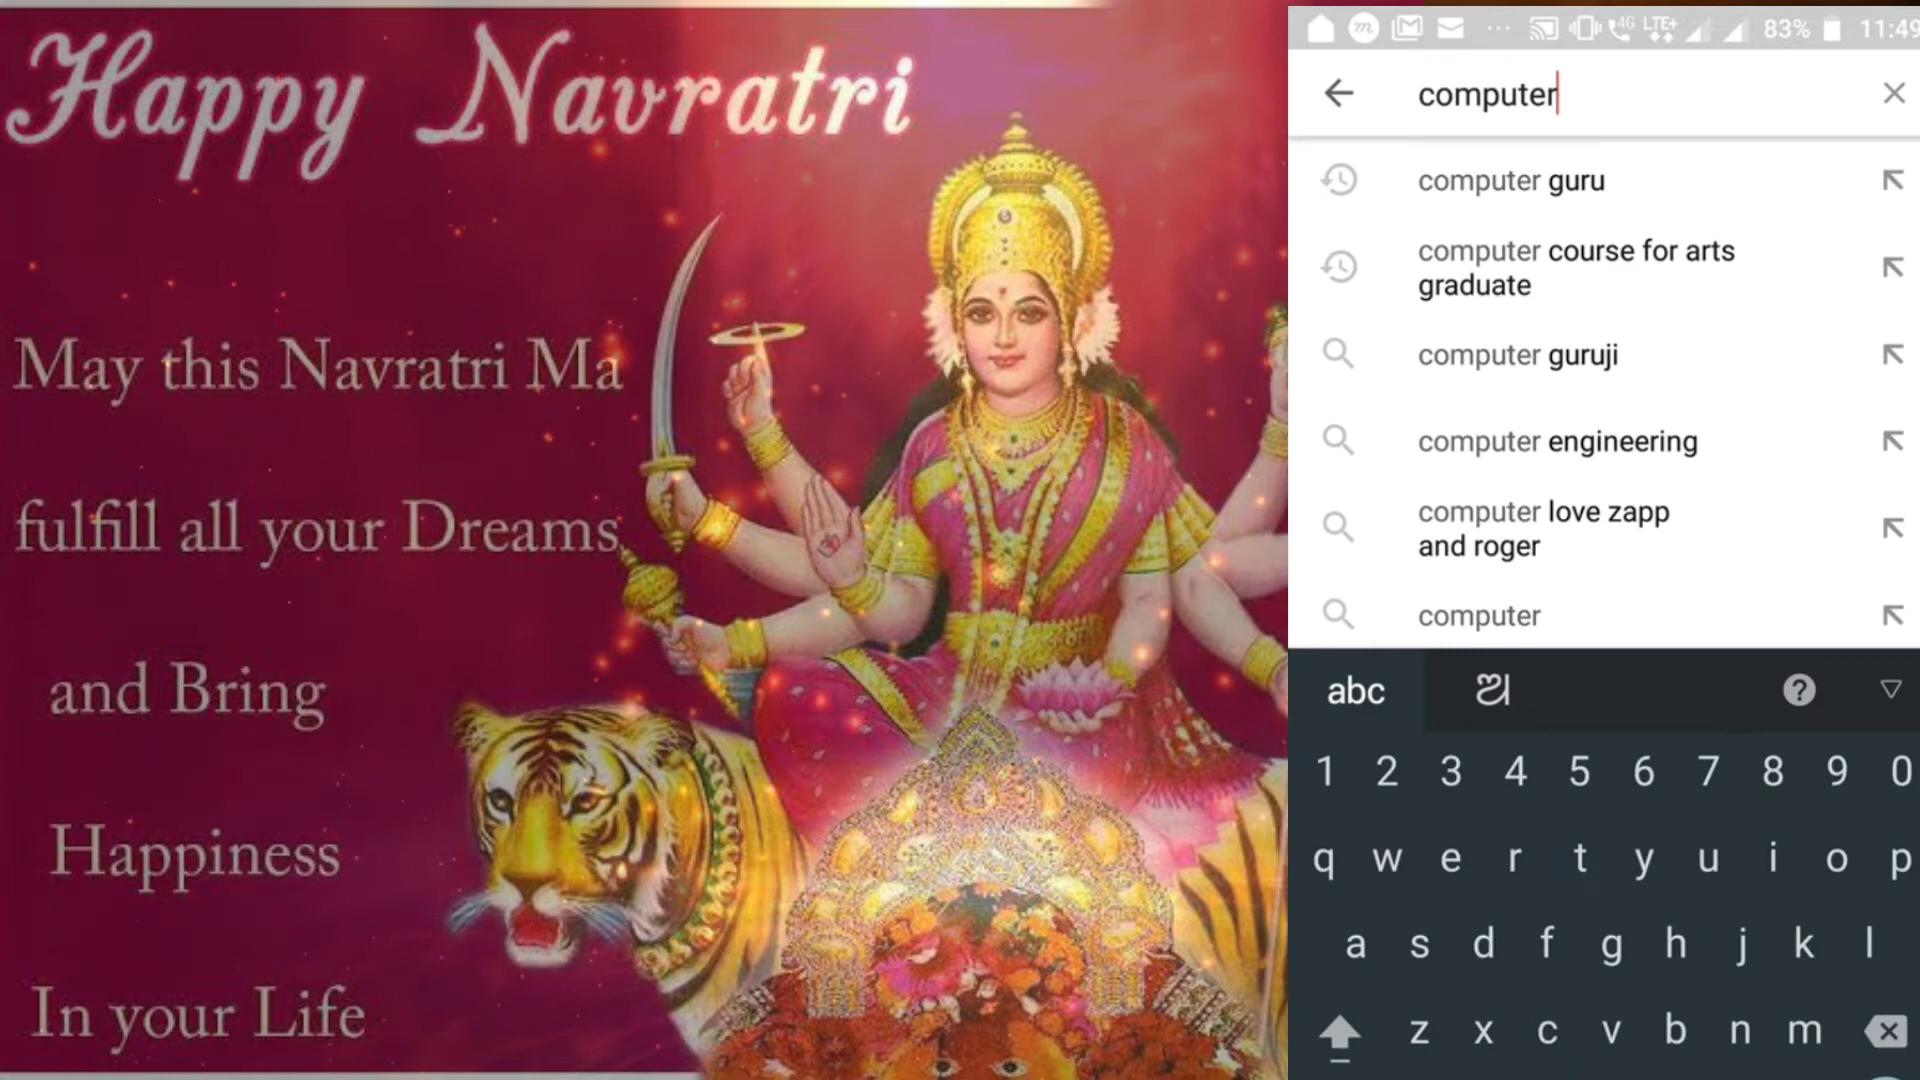 Happy Navratri
May this Navratri Ma
fulfill all your Dreams
and Bring
Happiness
In your Life
4G LTE+ 83% 11:49
computer
computer guru
computer course for arts
graduate
computer guruji
computer engineering
computer love zapp
and roger
computer
abc ଅ ?
1 2 3 4 5 6 7 8 9 0
q w e r t y u i o p
a s d f g h j k l
z x c v b n m